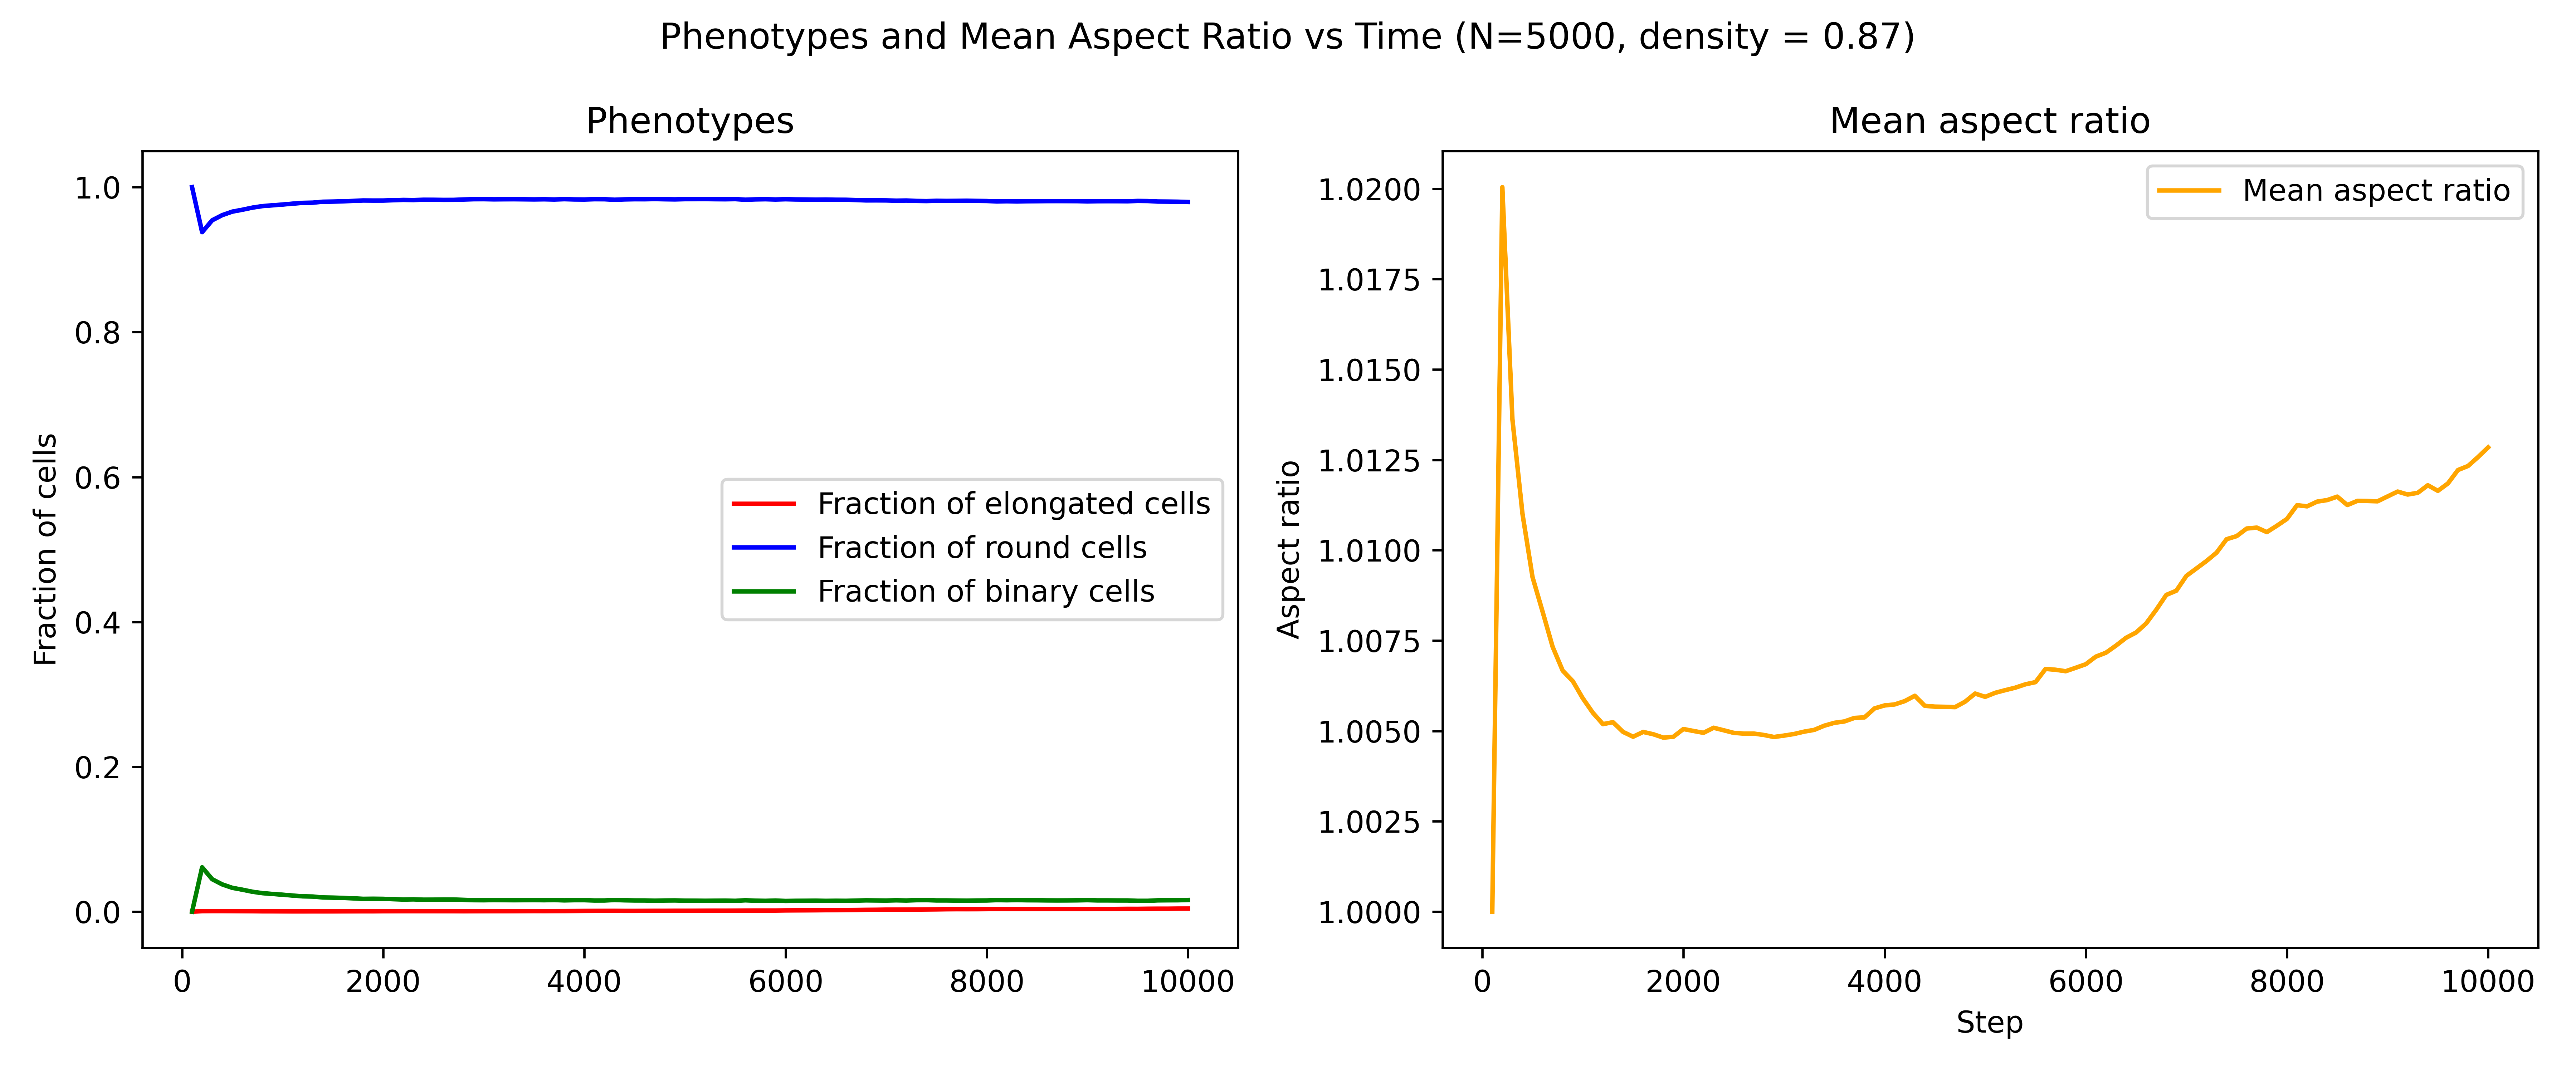 Phenotypes and Mean Aspect Ratio vs Time (N=5000, density = 0.87)
Phenotypes
Fraction of cells
1.0
0.8
0.6
0.4
0.2
0.0
Fraction of elongated cells
Fraction of round cells
Fraction of binary cells
0 2000 4000 6000 8000 10000
Mean aspect ratio
Aspect ratio
1.0200
1.0175
1.0150
1.0125
1.0100
1.0075
1.0050
1.0025
1.0000
Mean aspect ratio
0 2000 4000 6000 8000 10000
Step